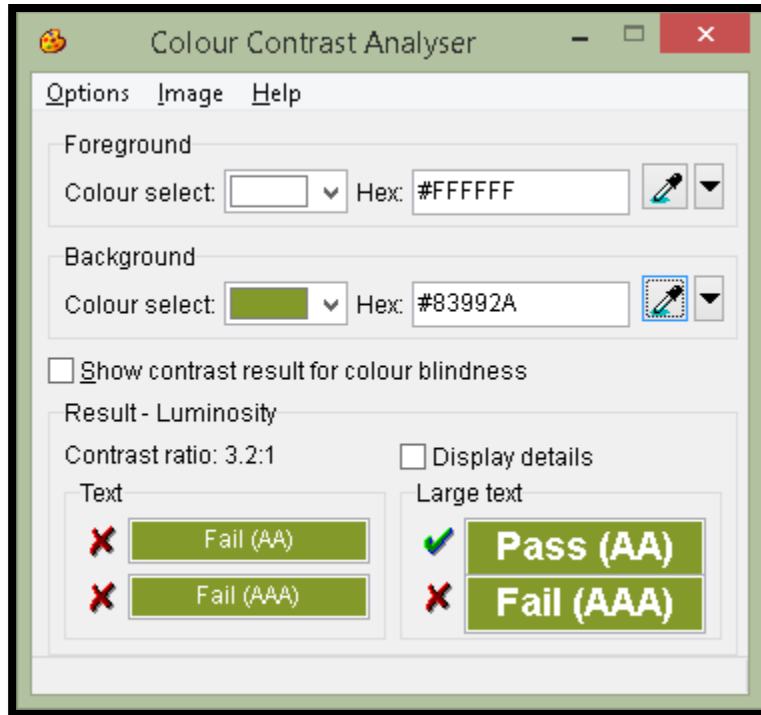 Colour Contrast Analyser
Options Image Help
Foreground
Colour select: Hex: #FFFFFF
Background
Colour select: Hex: #83992A
Show contrast result for colour blindness
Result - Luminosity
Contrast ratio: 3.2:1 Display details
Text Large text
Fail (AA) Pass (AA)
Fail (AAA) Fail (AAA)